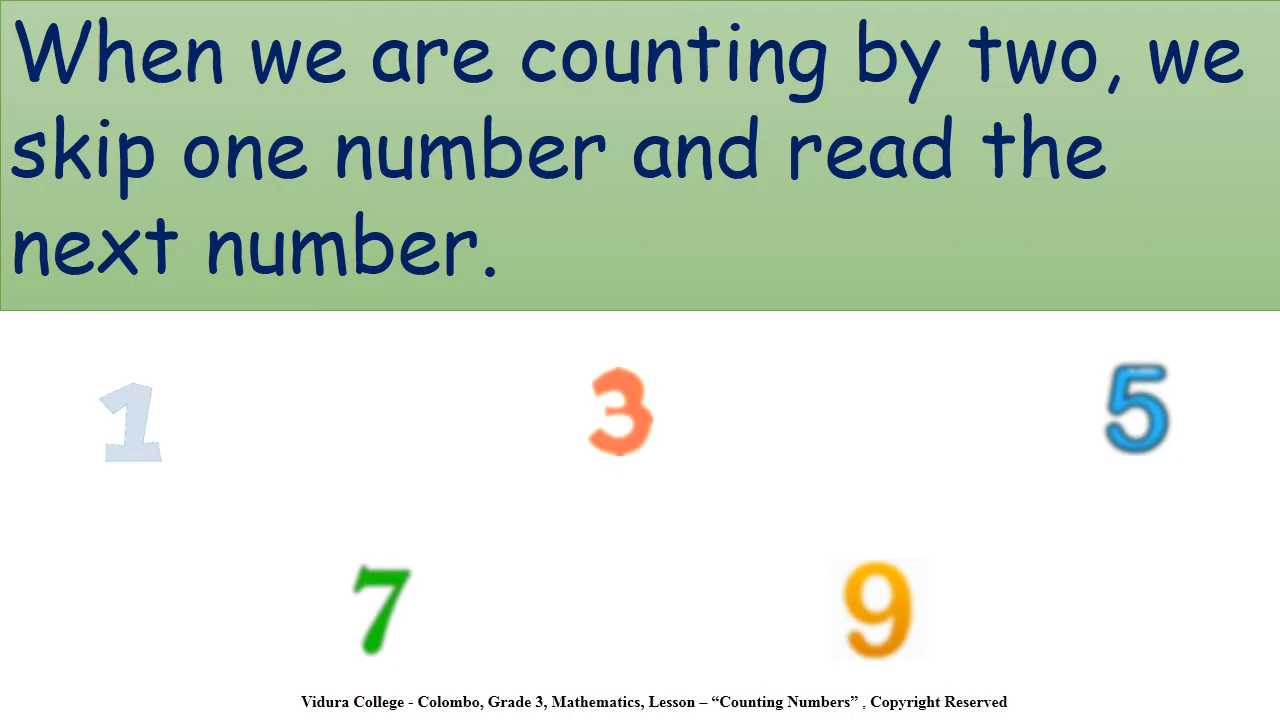 When we are counting by two, we
skip one number and read the
next number.
1 3 5
7 9
Vidura College - Colombo, Grade 3, Mathematics, Lesson – “Counting Numbers” , Copyright Reserved